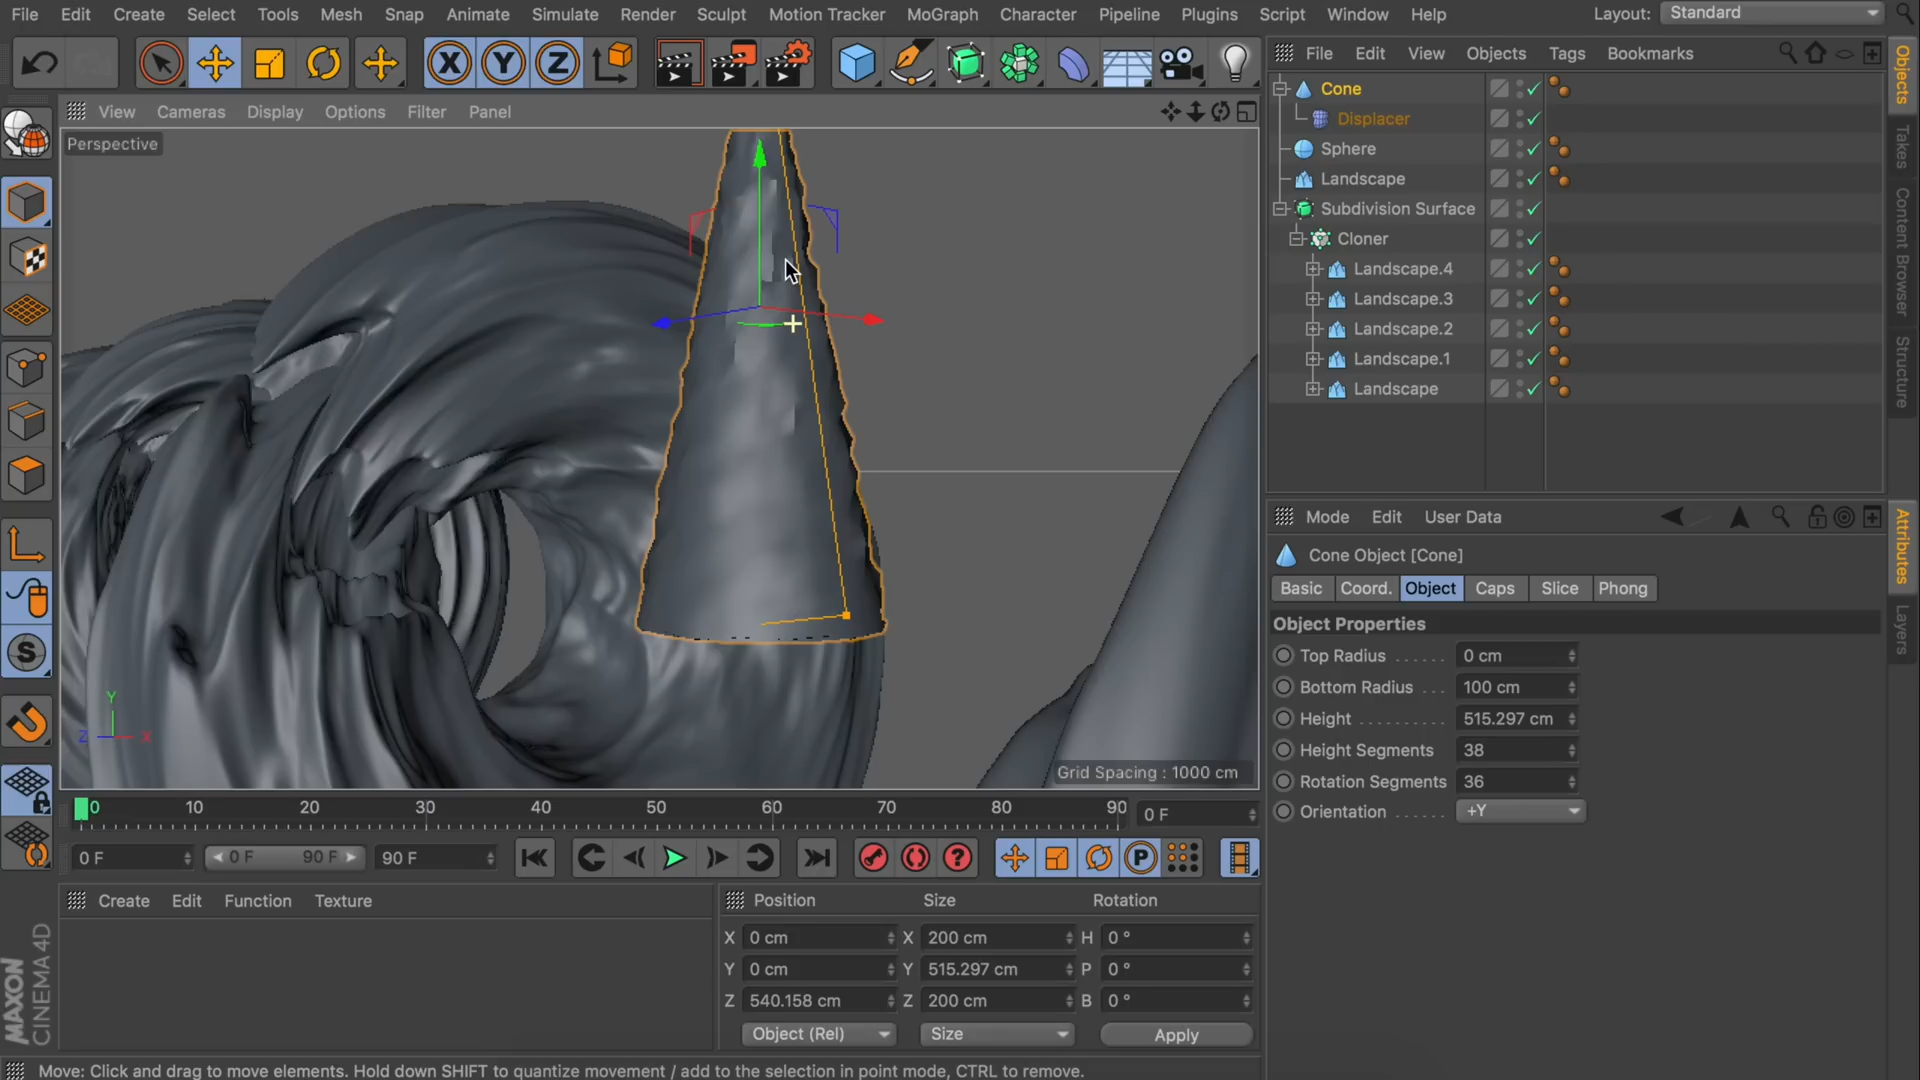 File Edit Create Select Tools Mesh Snap Animate Simulate Render Sculpt Motion Tracker MoGraph Character Pipeline Plugins Script Window Help Layout: Standard
X Y Z
File Edit View Objects Tags Bookmarks
View Cameras Display Options Filter Panel
Perspective
Cone
Displacer
Sphere
Landscape
Subdivision Surface
Cloner
Landscape.4
Landscape.3
Landscape.2
Landscape.1
Landscape
Objects
Takes
Content Browser
Structure
Mode Edit User Data
Cone Object [Cone]
Basic Coord. Object Caps Slice Phong
Object Properties
Top Radius ...... 0 cm
Bottom Radius ... 100 cm
Height .......... 515.297 cm
Height Segments 38
Rotation Segments 36
Orientation ...... +Y
Attributes
Layers
S
Y
Z X
Grid Spacing : 1000 cm
0 10 20 30 40 50 60 70 80 90 0 F
0 F 0 F 90 F 90 F
? P
Create Edit Function Texture
Position Size Rotation
X 0 cm X 200 cm H 0 °
Y 0 cm Y 515.297 cm P 0 °
Z 540.158 cm Z 200 cm B 0 °
Object (Rel) Size Apply
MAXON
CINEMA 4D
Move: Click and drag to move elements. Hold down SHIFT to quantize movement / add to the selection in point mode, CTRL to remove.